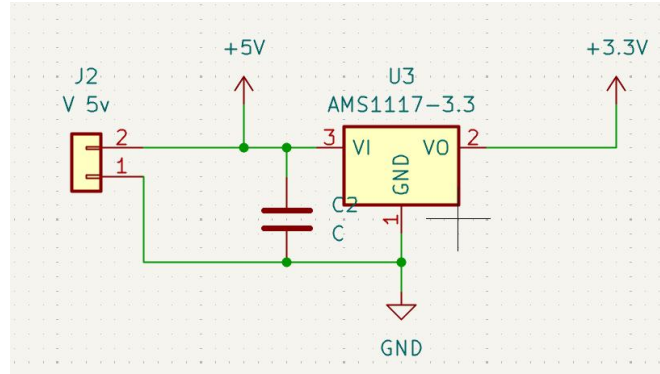 +5V
+3.3V
J2
U3
V 5v
AMS1117-3.3
2
3
VI
VO
2
1
GND
C2
1
C
GND